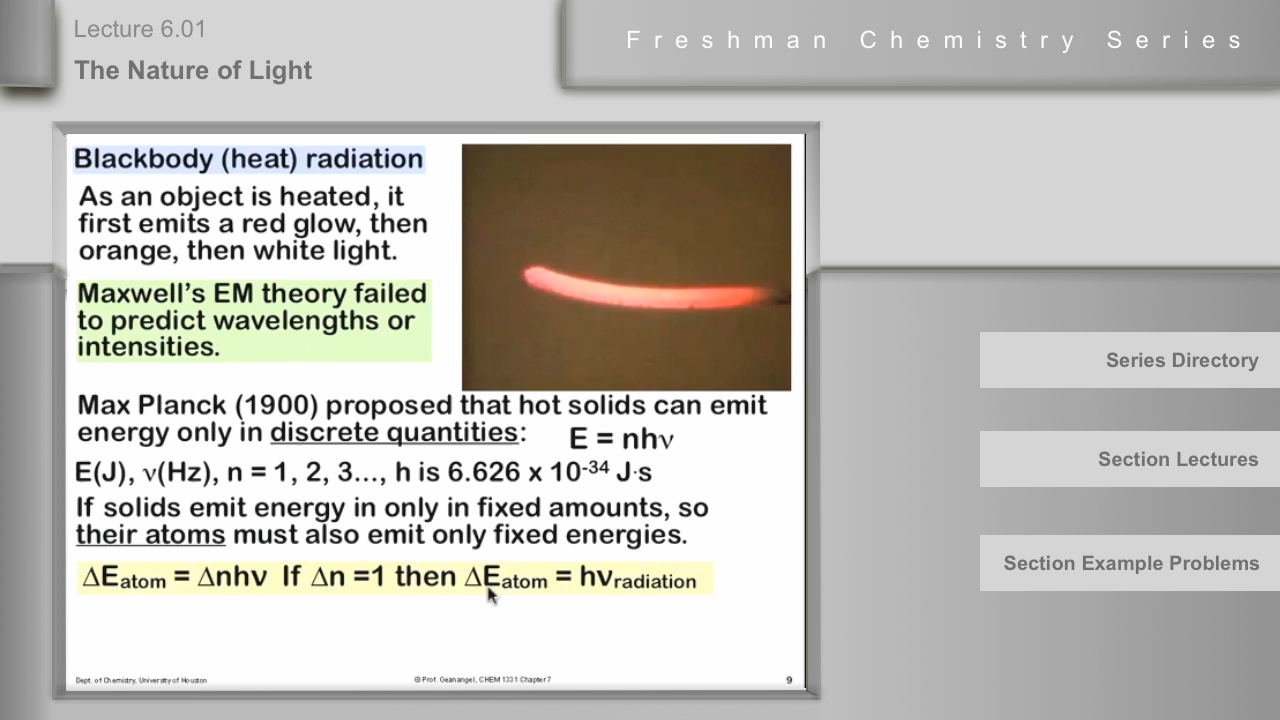 Lecture 6.01
The Nature of Light
Freshman Chemistry Series
Blackbody (heat) radiation
As an object is heated, it
first emits a red glow, then
orange, then white light.
Maxwell's EM theory failed
to predict wavelengths or
intensities.
Max Planck (1900) proposed that hot solids can emit
energy only in discrete quantities: E = nhν
E(J), ν(Hz), n = 1, 2, 3..., h is 6.626 x 10⁻³⁴ J·s
If solids emit energy in only in fixed amounts, so
their atoms must also emit only fixed energies.
ΔEatom = Δnhν If Δn =1 then ΔEatom = hνradiation
Dept. of Chemistry, University of Houston
© Prof. Geanangel, CHEM 1331 Chapter 7
9
Series Directory
Section Lectures
Section Example Problems